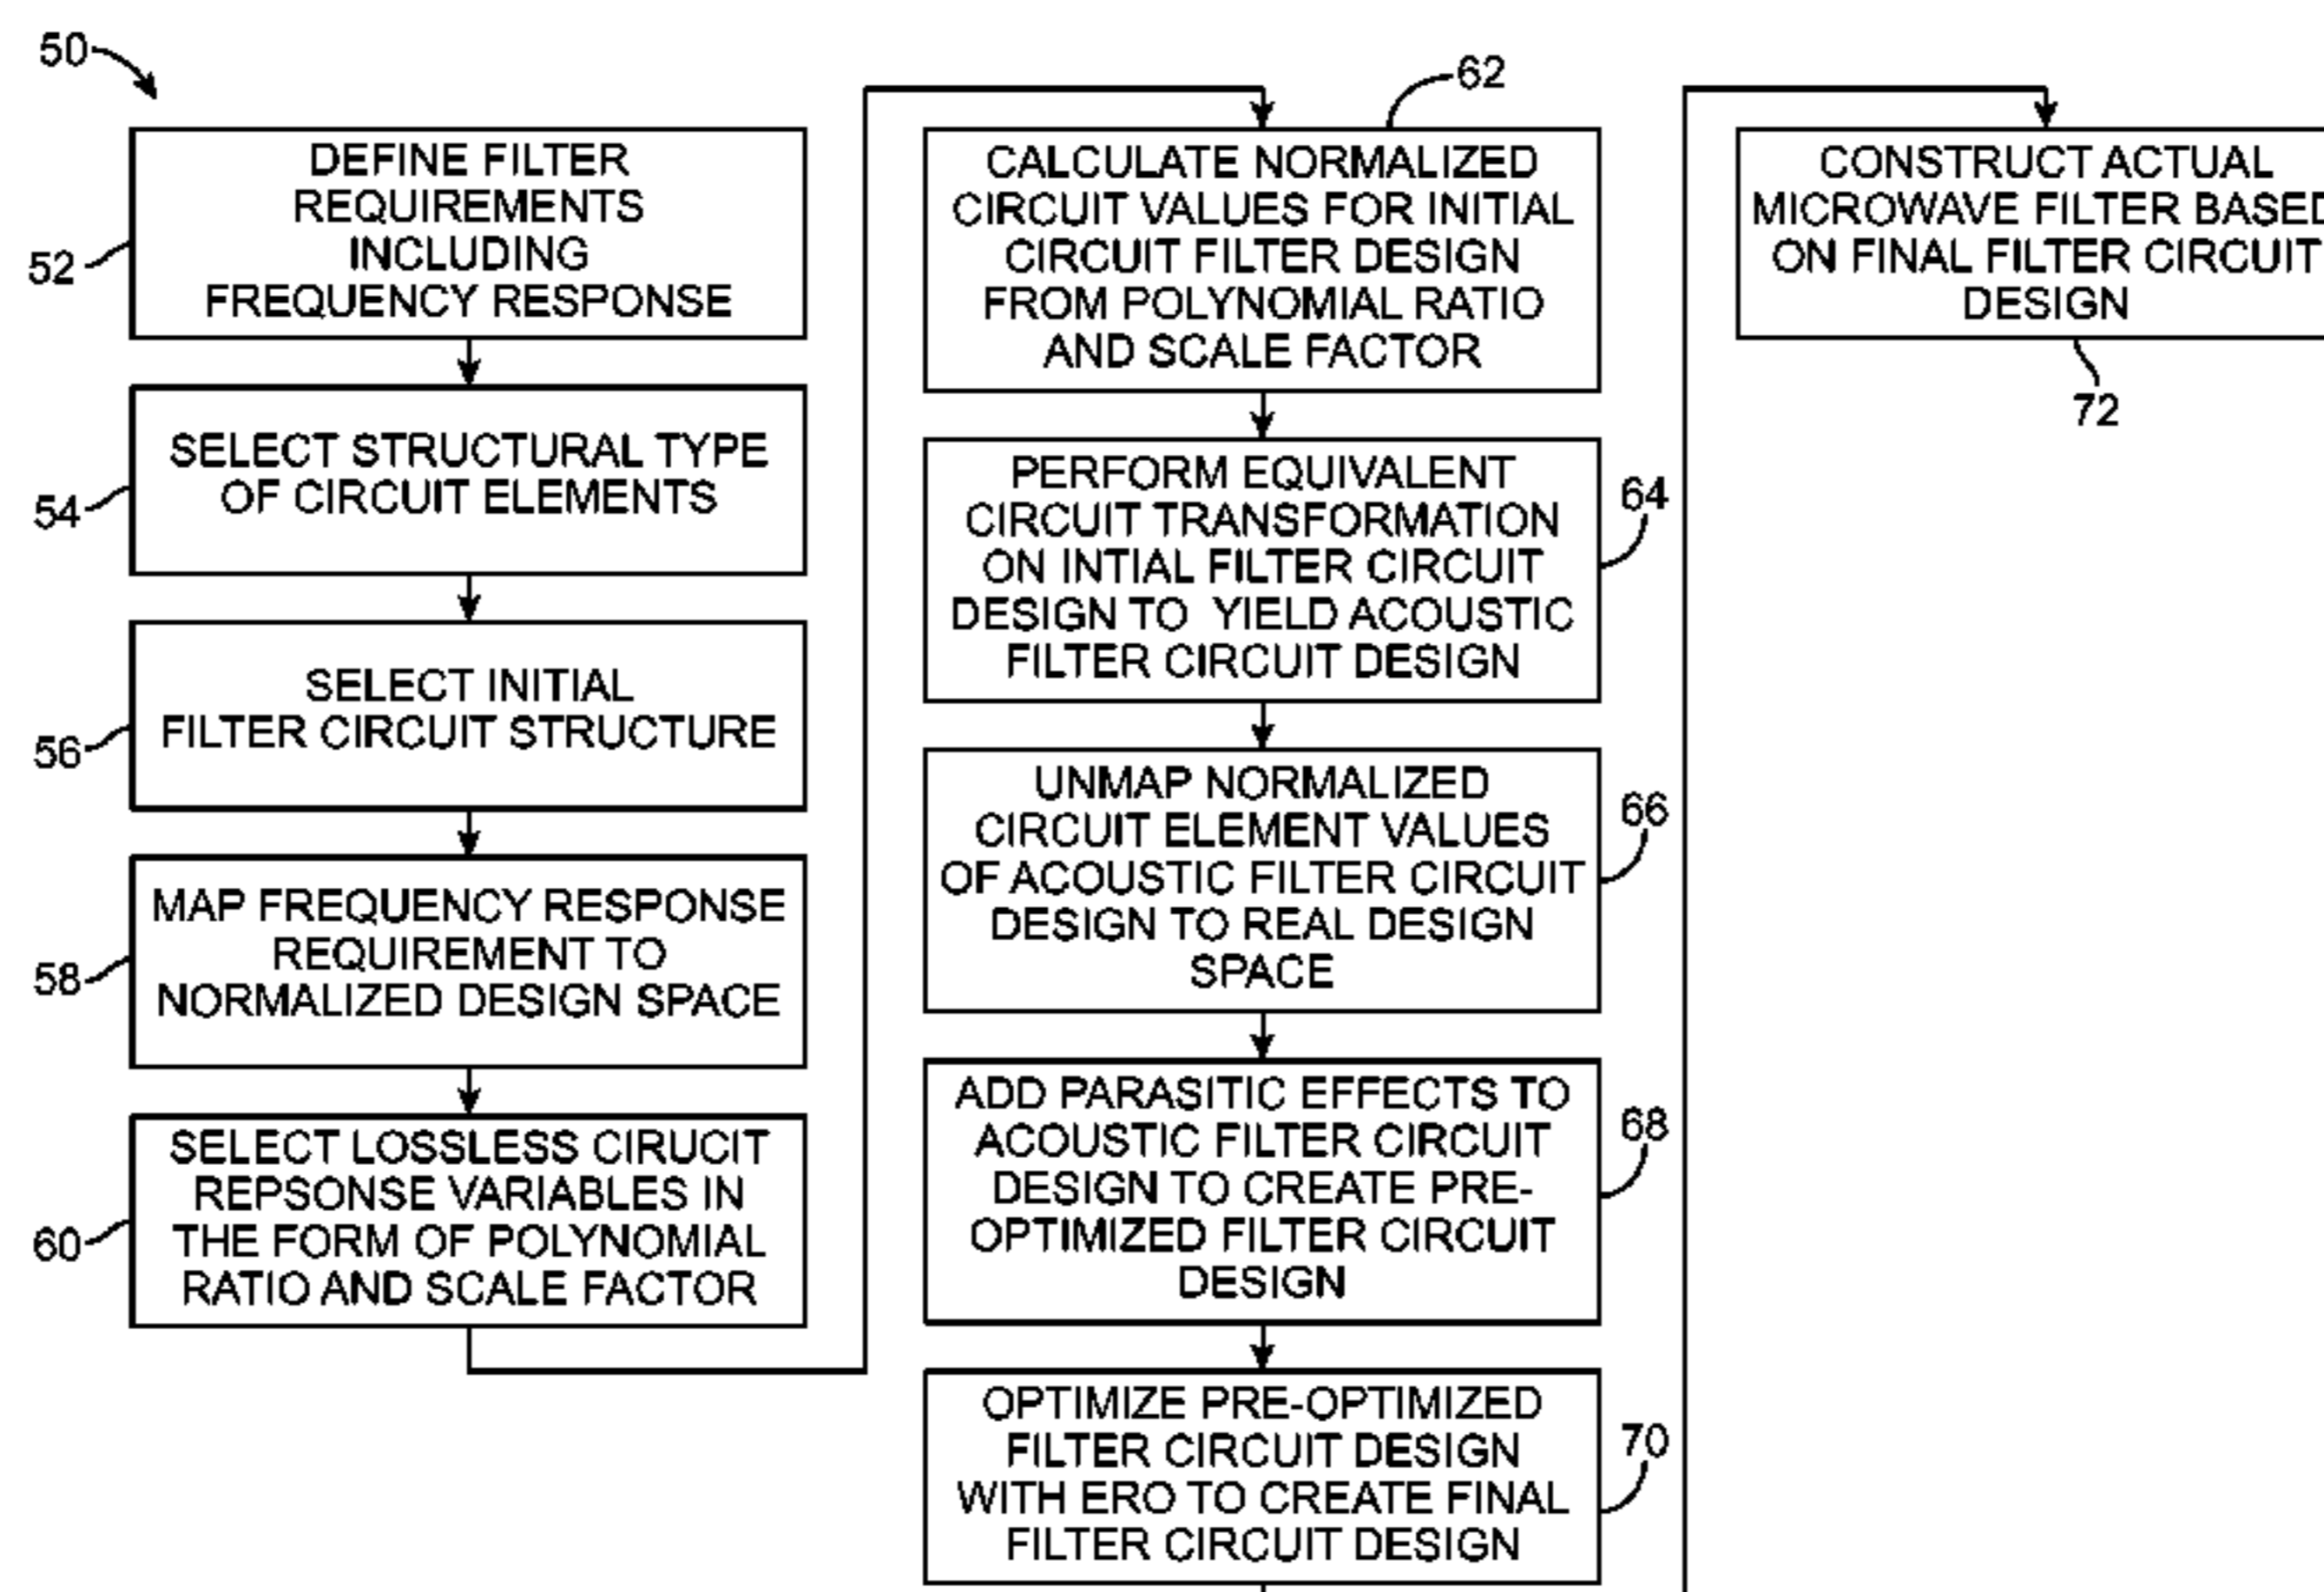 50
DEFINE FILTER
REQUIREMENTS
INCLUDING
FREQUENCY RESPONSE
52
SELECT STRUCTURAL TYPE
OF CIRCUIT ELEMENTS
54
SELECT INITIAL
FILTER CIRCUIT STRUCTURE
56
MAP FREQUENCY RESPONSE
REQUIREMENT TO
NORMALIZED DESIGN SPACE
58
SELECT LOSSLESS CIRUCIT
REPSONSE VARIABLES IN
THE FORM OF POLYNOMIAL
RATIO AND SCALE FACTOR
60
62
CALCULATE NORMALIZED
CIRCUIT VALUES FOR INITIAL
CIRCUIT FILTER DESIGN
FROM POLYNOMIAL RATIO
AND SCALE FACTOR
PERFORM EQUIVALENT
CIRCUIT TRANSFORMATION
ON INTIAL FILTER CIRCUIT
DESIGN TO YIELD ACOUSTIC
FILTER CIRCUIT DESIGN
64
UNMAP NORMALIZED
CIRCUIT ELEMENT VALUES
OF ACOUSTIC FILTER CIRCUIT
DESIGN TO REAL DESIGN
SPACE
66
ADD PARASITIC EFFECTS TO
ACOUSTIC FILTER CIRCUIT
DESIGN TO CREATE PRE-
OPTIMIZED FILTER CIRCUIT
DESIGN
68
OPTIMIZE PRE-OPTIMIZED
FILTER CIRCUIT DESIGN
WITH ERO TO CREATE FINAL
FILTER CIRCUIT DESIGN
70
CONSTRUCT ACTUAL
MICROWAVE FILTER BASED
ON FINAL FILTER CIRCUIT
DESIGN
72